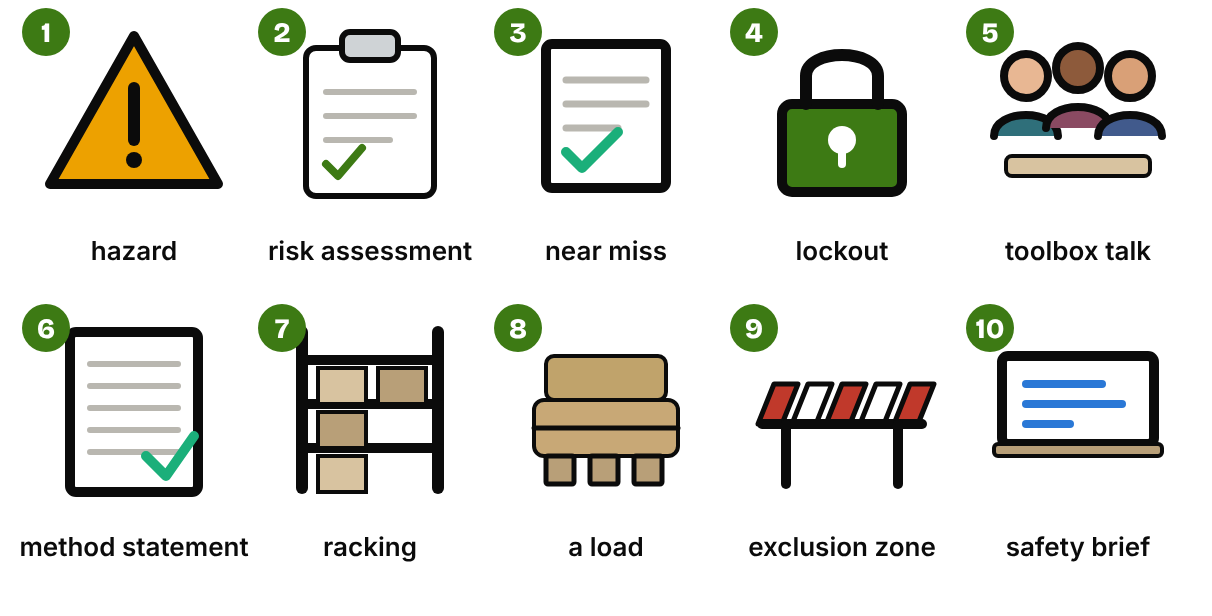 1 2 3 4 5
hazard risk assessment near miss lockout toolbox talk
6 7 8 9 10
method statement racking a load exclusion zone safety brief